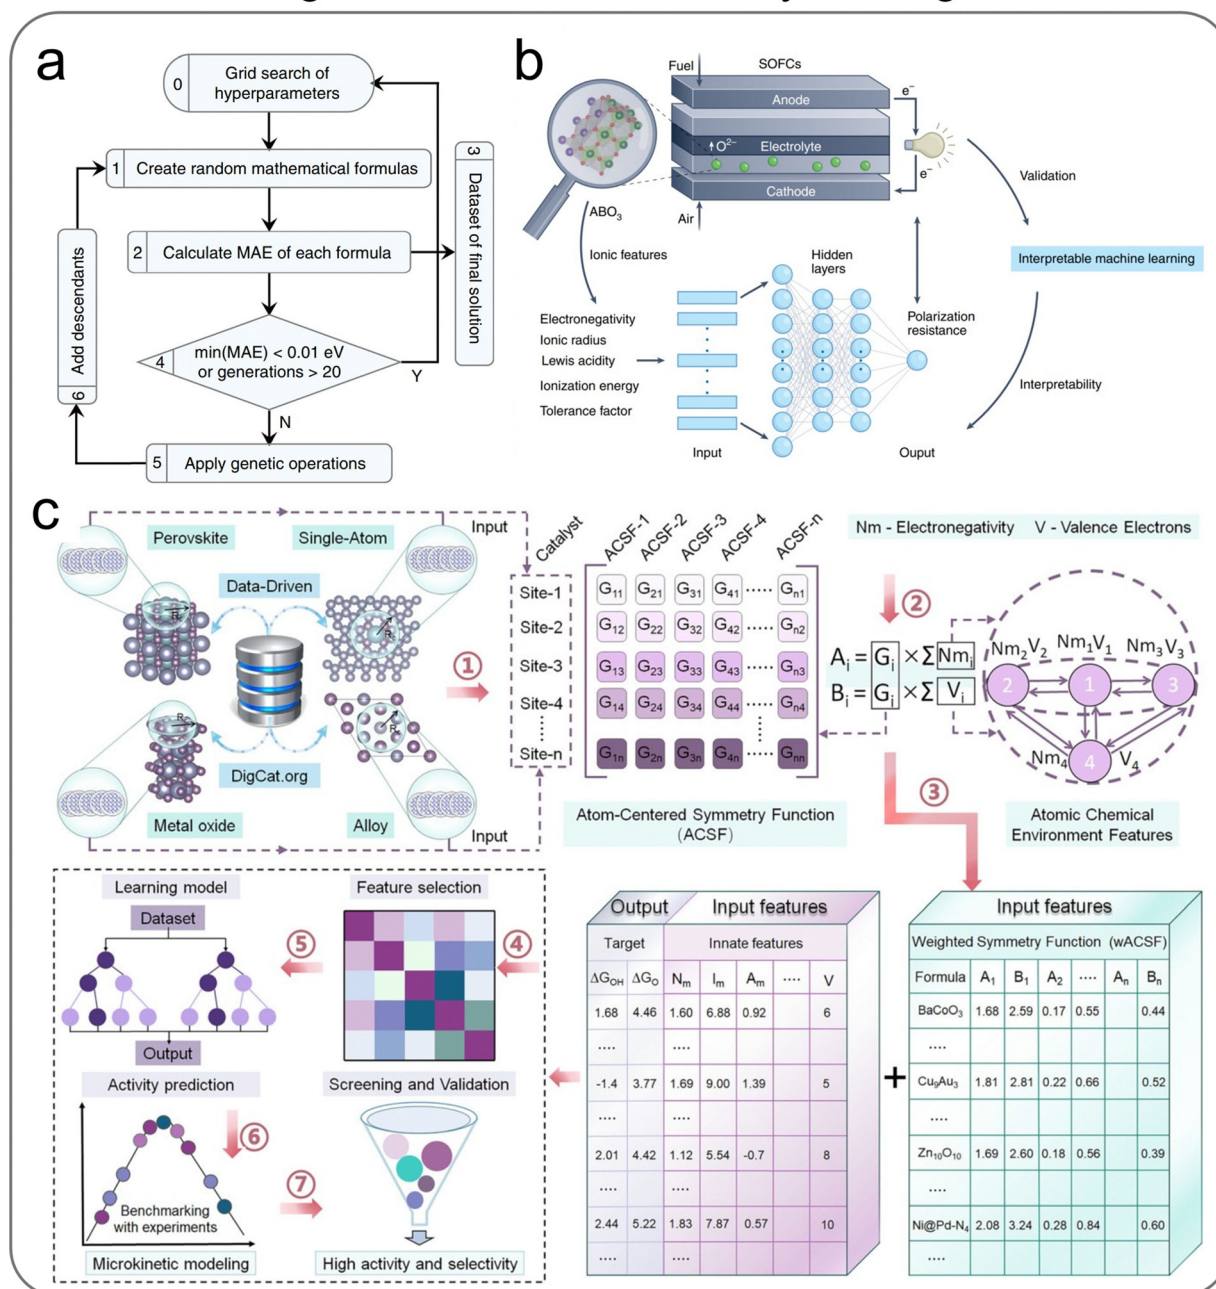 a
0
Grid search of
hyperparameters
1
Create random mathematical formulas
2
Calculate MAE of each formula
3
Dataset of final solution
4
min(MAE) < 0.01 eV
or generations > 20
Y
N
5
Apply genetic operations
6
Add descendants
b
Fuel
SOFCs
Anode
e⁻
O²⁻
Electrolyte
Cathode
e⁻
Air
ABO₃
Ionic features
Validation
Interpretable machine learning
Hidden
layers
Electronegativity
Ionic radius
Lewis acidity
Ionization energy
Tolerance factor
Polarization
resistance
Interpretability
Input
Ouput
c
Perovskite
Single-Atom
Input
Data-Driven
DigCat.org
Metal oxide
Alloy
Input
①
Catalyst
ACSF-1 ACSF-2 ACSF-3 ACSF-4 ACSF-n
Site-1 G₁₁ G₂₁ G₃₁ G₄₁ ····· Gₙ₁
Site-2 G₁₂ G₂₂ G₃₂ G₄₂ ····· Gₙ₂
Site-3 G₁₃ G₂₃ G₃₃ G₄₃ ····· Gₙ₃
Site-4 G₁₄ G₂₄ G₃₄ G₄₄ ····· Gₙ₄
Site-n G₁ₙ G₂ₙ G₃ₙ G₄ₙ ····· Gₙₙ
Atom-Centered Symmetry Function
(ACSF)
Nm - Electronegativity V - Valence Electrons
②
Aᵢ = Gᵢ × Σ Nmᵢ
Bᵢ = Gᵢ × Σ Vᵢ
Nm₂V₂ Nm₁V₁ Nm₃V₃
2 1 3
Nm₄ 4 V₄
③
Atomic Chemical
Environment Features
Learning model
Dataset
Output
⑤
Feature selection
④
Activity prediction
⑥
Benchmarking
with experiments
Microkinetic modeling
⑦
Screening and Validation
High activity and selectivity
Output Input features
Target Innate features
ΔG_OH ΔG_O Nₘ Iₘ Aₘ ···· V
1.68 4.46 1.60 6.88 0.92 6
···· ····
-1.4 3.77 1.69 9.00 1.39 5
···· ····
2.01 4.42 1.12 5.54 -0.7 8
···· ····
2.44 5.22 1.83 7.87 0.57 10
···· ····
+
Input features
Weighted Symmetry Function (wACSF)
Formula A₁ B₁ A₂ ···· Aₙ Bₙ
BaCoO₃ 1.68 2.59 0.17 0.55 0.44
····
Cu₉Au₃ 1.81 2.81 0.22 0.66 0.52
····
Zn₁₀O₁₀ 1.69 2.60 0.18 0.56 0.39
····
Ni@Pd-N₄ 2.08 3.24 0.28 0.84 0.60
····